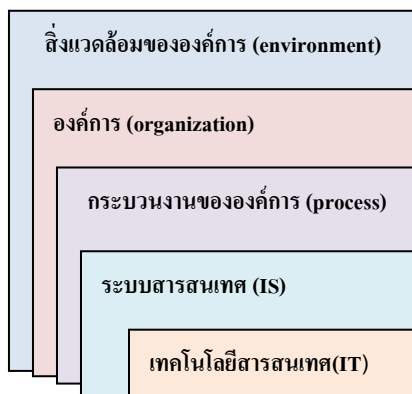 สิ่งแวดล้อมขององค์การ (environment)
องค์การ (organization)
กระบวนงานขององค์การ (process)
ระบบสารสนเทศ (IS)
เทคโนโลยีสารสนเทศ(IT)